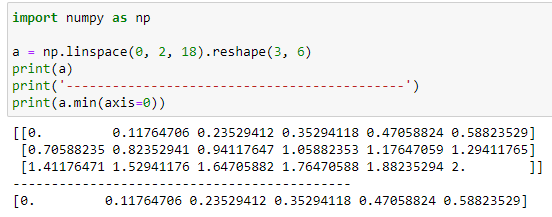 import numpy as np
a = np.linspace(0, 2, 18).reshape(3, 6)
print(a)
print('-------------------------------------------')
print(a.min(axis=0))
[[0.         0.11764706 0.23529412 0.35294118 0.47058824 0.58823529]
 [0.70588235 0.82352941 0.94117647 1.05882353 1.17647059 1.29411765]
 [1.41176471 1.52941176 1.64705882 1.76470588 1.88235294 2.        ]]
-------------------------------------------
[0.         0.11764706 0.23529412 0.35294118 0.47058824 0.58823529]